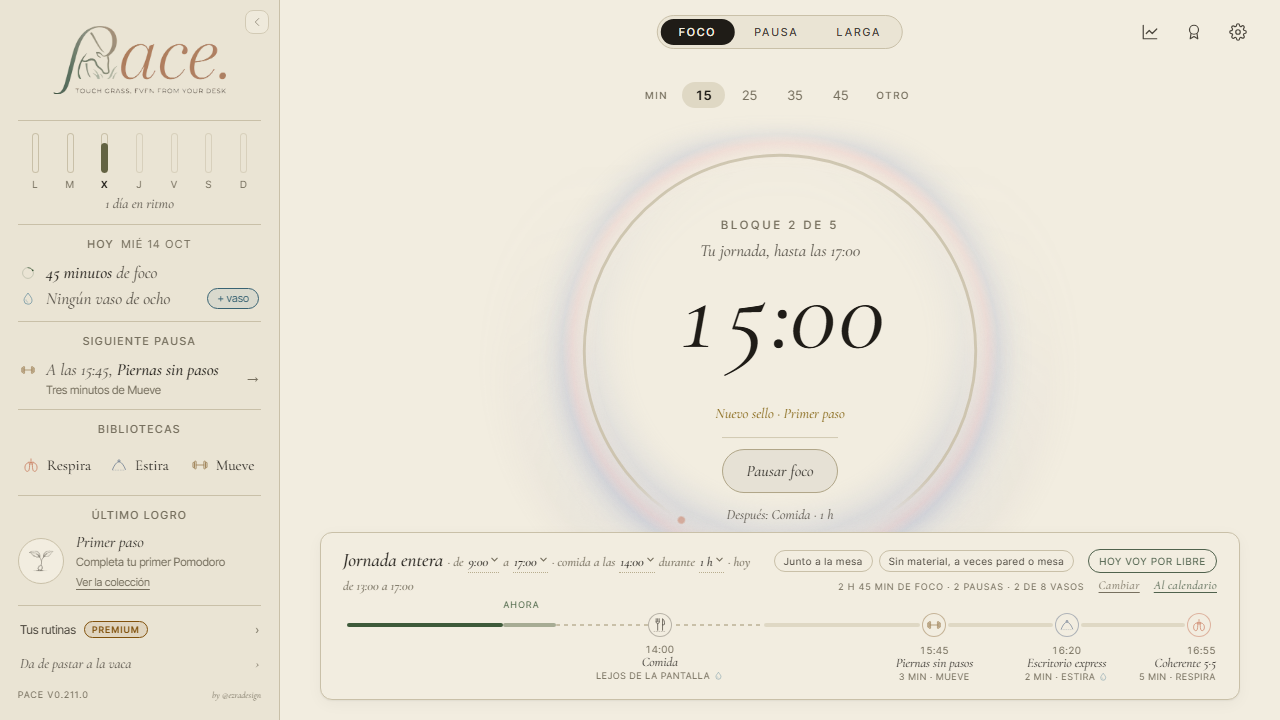 Pace.
TOUCH GRASS. EVEN FROM YOUR DESK
L M X J V S D
1 día en ritmo
HOY MIÉ 14 OCT
45 minutos de foco
Ningún vaso de ocho
+ vaso
SIGUIENTE PAUSA
A las 15:45, Piernas sin pasos
Tres minutos de Mueve
→
BIBLIOTECAS
Respira Estira Mueve
ÚLTIMO LOGRO
Primer paso
Completa tu primer Pomodoro
Ver la colección
Tus rutinas PREMIUM ›
Da de pastar a la vaca ›
PACE V0.211.0 by @ezradesign
FOCO PAUSA LARGA
MIN 15 25 35 45 OTRO
BLOQUE 2 DE 5
Tu jornada, hasta las 17:00
15:00
Nuevo sello · Primer paso
Pausar foco
Después: Comida · 1 h
Jornada entera · de 9:00 a 17:00 · comida a las 14:00 durante 1 h · hoy
de 13:00 a 17:00
Junto a la mesa Sin material, a veces pared o mesa HOY VOY POR LIBRE
2 H 45 MIN DE FOCO · 2 PAUSAS · 2 DE 8 VASOS Cambiar Al calendario
AHORA
14:00
Comida
LEJOS DE LA PANTALLA
15:45
Piernas sin pasos
3 MIN · MUEVE
16:20
Escritorio express
2 MIN · ESTIRA
16:55
Coherente 5·5
5 MIN · RESPIRA